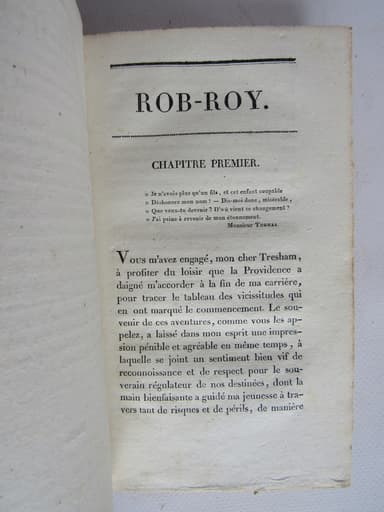 ROB-ROY.
CHAPITRE PREMIER.
« Je n'avais plus qu'un fils, et cet enfant coupable
« Déshonore mon nom! — Dis-moi donc, misérable,
« Que veux-tu devenir? D'où vient ce changement?
« J'ai peine à revenir de mon étonnement.
Monsieur THOMAS.
VOUS m'avez engagé, mon cher Tresham,
à profiter du loisir que la Providence a
daigné m'accorder à la fin de ma carrière,
pour tracer le tableau des vicissitudes qui
en ont marqué le commencement. Le sou-
venir de ces aventures, comme vous les ap-
pelez, a laissé dans mon esprit une impres-
sion pénible et agréable en même temps, à
laquelle se joint un sentiment bien vif de
reconnoissance et de respect pour le sou-
verain régulateur de nos destinées, dont la
main bienfaisante a guidé ma jeunesse à tra-
vers tant de risques et de périls, de manière